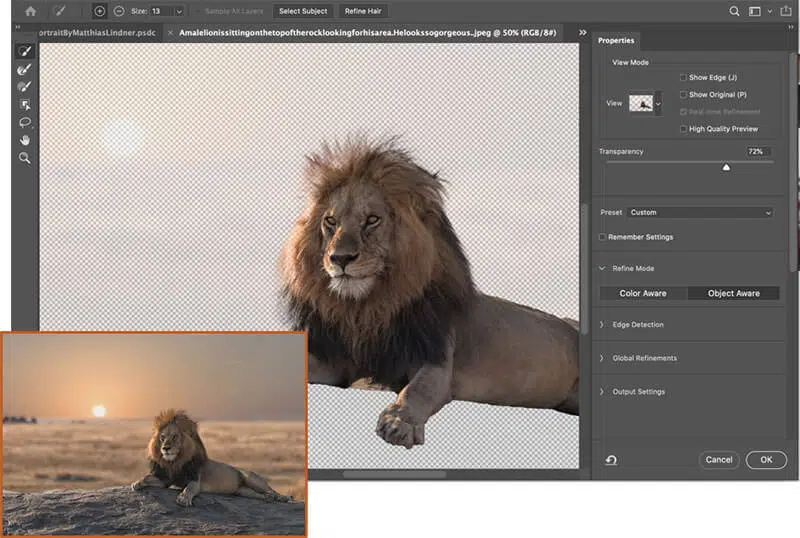 Size: 13 Sample All Layers Select Subject Refine Hair
ortraitByMatthiasLindner.psdc × Amalelionissittingonthetopoftherocklookingforhisarea.Helookssogorgeous..jpeg @ 50% (RGB/8#)
Properties
View Mode
Show Edge (J)
Show Original (P)
View
Real-time Refinement
High Quality Preview
Transparency 72%
Preset Custom
Remember Settings
Refine Mode
Color Aware Object Aware
Edge Detection
Global Refinements
Output Settings
Cancel OK